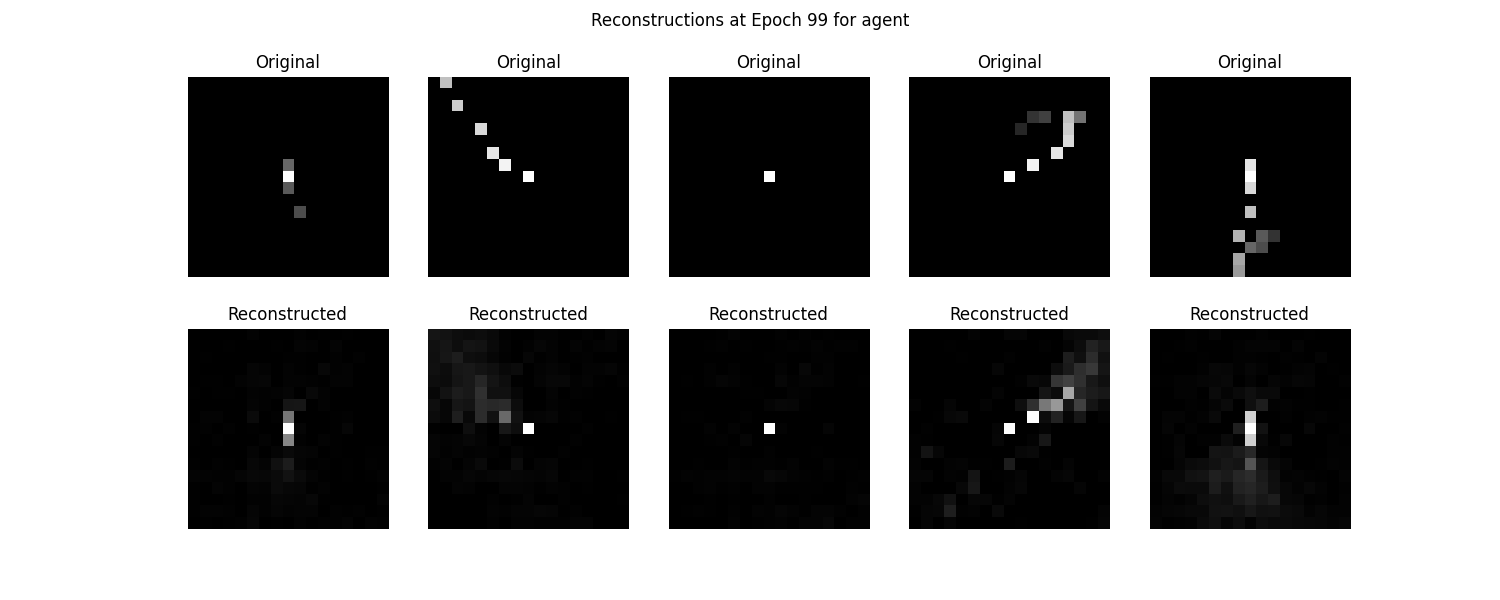 Reconstructions at Epoch 99 for agent
Original Original Original Original Original
Reconstructed Reconstructed Reconstructed Reconstructed Reconstructed